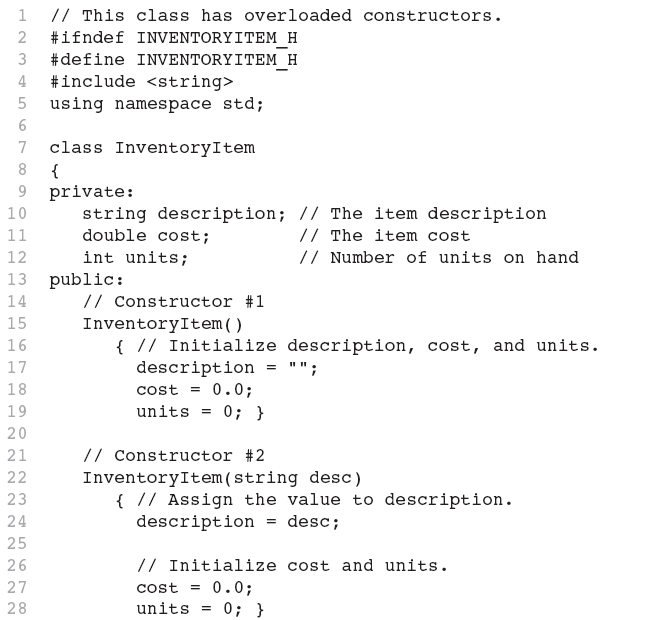 1 // This class has overloaded constructors.
2 #ifndef INVENTORYITEM_H
3 #define INVENTORYITEM_H
4 #include <string>
5 using namespace std;
6
7 class InventoryItem
8 {
9 private:
10    string description; // The item description
11    double cost;        // The item cost
12    int units;          // Number of units on hand
13 public:
14    // Constructor #1
15    InventoryItem()
16       { // Initialize description, cost, and units.
17         description = "";
18         cost = 0.0;
19         units = 0; }
20
21    // Constructor #2
22    InventoryItem(string desc)
23       { // Assign the value to description.
24         description = desc;
25
26         // Initialize cost and units.
27         cost = 0.0;
28         units = 0; }